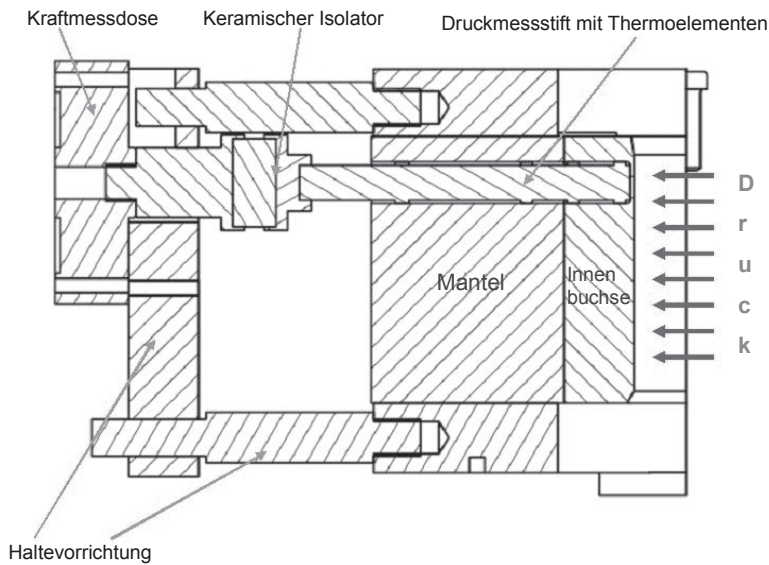 Kraftmessdose
Keramischer Isolator
Druckmessstift mit Thermoelementen
Mantel
Innen
buchse
D
r
u
c
k
Haltevorrichtung